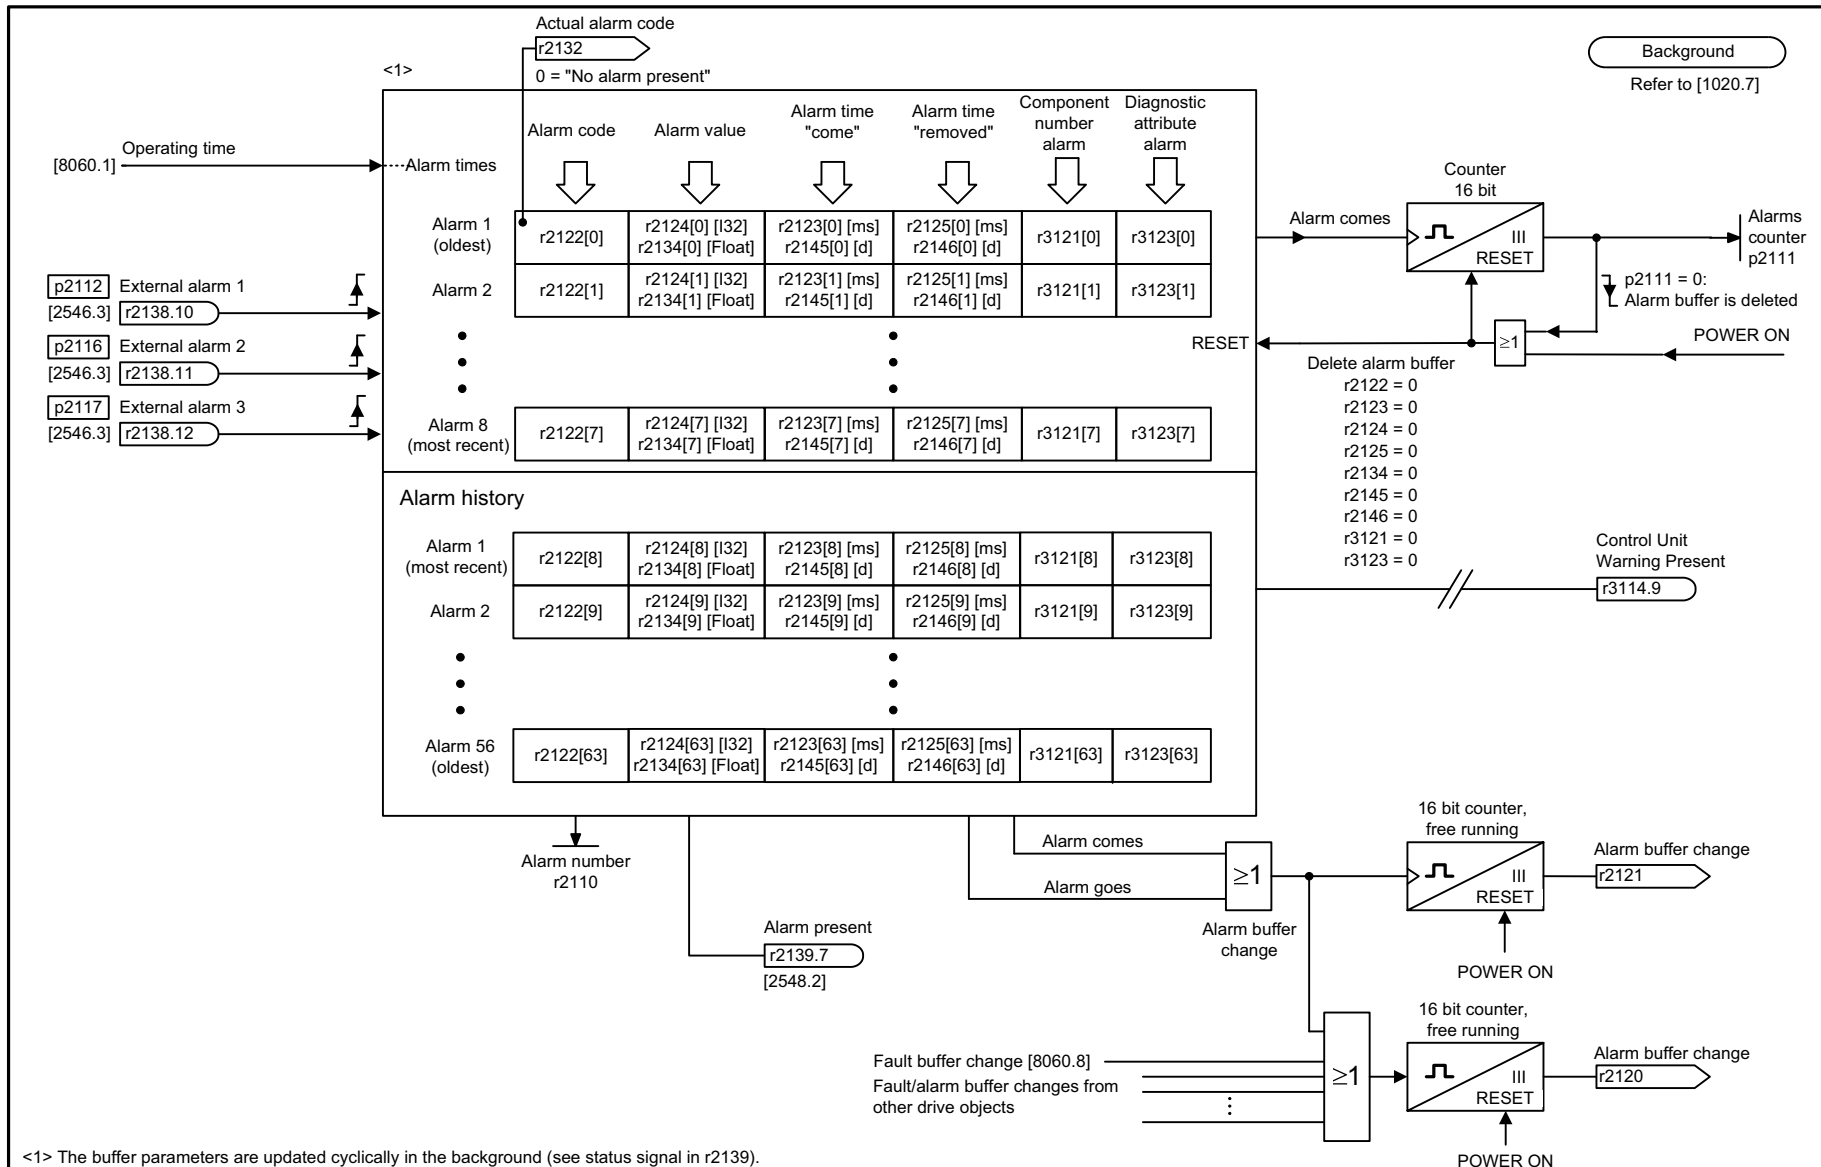 Actual alarm code
r2132
0 = "No alarm present"
<1>
Background
Refer to [1020.7]
Operating time
[8060.1]
Alarm times
Alarm code
Alarm value
Alarm time
"come"
Alarm time
"removed"
Component
number
alarm
Diagnostic
attribute
alarm
Alarm 1
(oldest)
r2122[0]
r2124[0] [I32]
r2134[0] [Float]
r2123[0] [ms]
r2145[0] [d]
r2125[0] [ms]
r2146[0] [d]
r3121[0]
r3123[0]
Alarm 2
r2122[1]
r2124[1] [I32]
r2134[1] [Float]
r2123[1] [ms]
r2145[1] [d]
r2125[1] [ms]
r2146[1] [d]
r3121[1]
r3123[1]
Alarm 8
(most recent)
r2122[7]
r2124[7] [I32]
r2134[7] [Float]
r2123[7] [ms]
r2145[7] [d]
r2125[7] [ms]
r2146[7] [d]
r3121[7]
r3123[7]
p2112 External alarm 1
[2546.3] r2138.10
p2116 External alarm 2
[2546.3] r2138.11
p2117 External alarm 3
[2546.3] r2138.12
Alarm comes
Counter
16 bit
III
RESET
Alarms
counter
p2111
p2111 = 0:
Alarm buffer is deleted
≥1
POWER ON
RESET
Delete alarm buffer
r2122 = 0
r2123 = 0
r2124 = 0
r2125 = 0
r2134 = 0
r2145 = 0
r2146 = 0
r3121 = 0
r3123 = 0
Control Unit
Warning Present
r3114.9
Alarm history
Alarm 1
(most recent)
r2122[8]
r2124[8] [I32]
r2134[8] [Float]
r2123[8] [ms]
r2145[8] [d]
r2125[8] [ms]
r2146[8] [d]
r3121[8]
r3123[8]
Alarm 2
r2122[9]
r2124[9] [I32]
r2134[9] [Float]
r2123[9] [ms]
r2145[9] [d]
r2125[9] [ms]
r2146[9] [d]
r3121[9]
r3123[9]
Alarm 56
(oldest)
r2122[63]
r2124[63] [I32]
r2134[63] [Float]
r2123[63] [ms]
r2145[63] [d]
r2125[63] [ms]
r2146[63] [d]
r3121[63]
r3123[63]
Alarm number
r2110
Alarm present
r2139.7
[2548.2]
Alarm comes
Alarm goes
≥1
Alarm buffer
change
16 bit counter,
free running
III
RESET
POWER ON
Alarm buffer change
r2121
Fault buffer change [8060.8]
Fault/alarm buffer changes from
other drive objects
≥1
16 bit counter,
free running
III
RESET
POWER ON
Alarm buffer change
r2120
<1> The buffer parameters are updated cyclically in the background (see status signal in r2139).